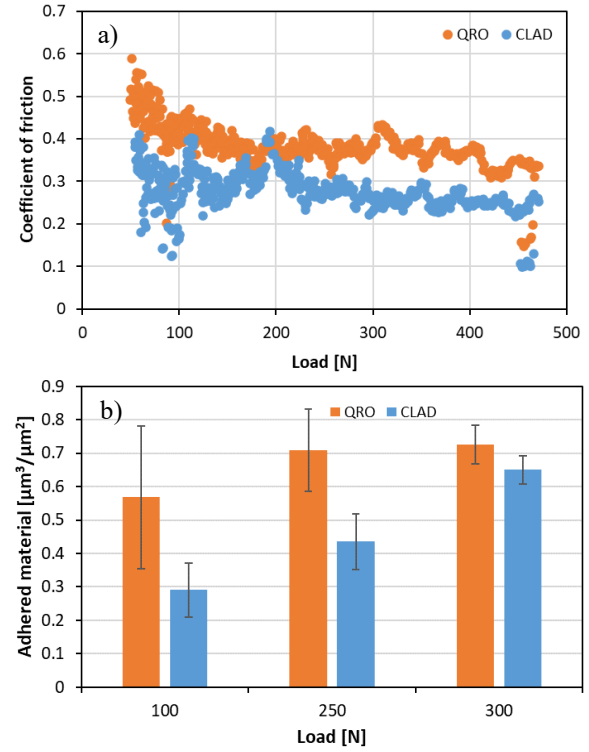 a)
QRO CLAD
Coefficient of friction
0.7
0.6
0.5
0.4
0.3
0.2
0.1
0
0 100 200 300 400 500
Load [N]
b)
QRO CLAD
Adhered material [µm³/µm²]
0.9
0.8
0.7
0.6
0.5
0.4
0.3
0.2
0.1
0
100 250 300
Load [N]